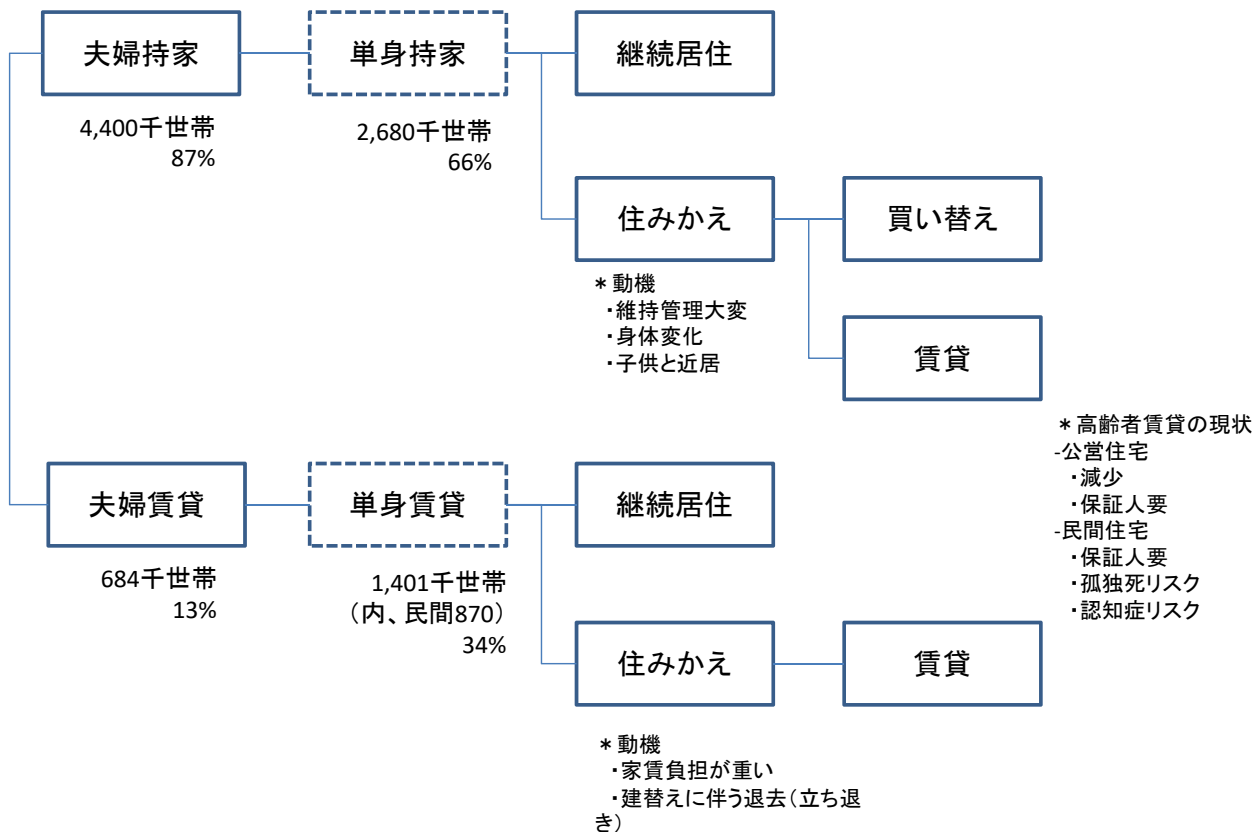 夫婦持家
単身持家
継続居住
4,400千世帯
87%
2,680千世帯
66%
住みかえ
買い替え
＊動機
・維持管理大変
・身体変化
・子供と近居
賃貸
＊高齢者賃貸の現状
-公営住宅
・減少
・保証人要
-民間住宅
・保証人要
・孤独死リスク
・認知症リスク
夫婦賃貸
単身賃貸
継続居住
684千世帯
13%
1,401千世帯
（内、民間870）
34%
住みかえ
賃貸
＊動機
・家賃負担が重い
・建替えに伴う退去（立ち退
き）